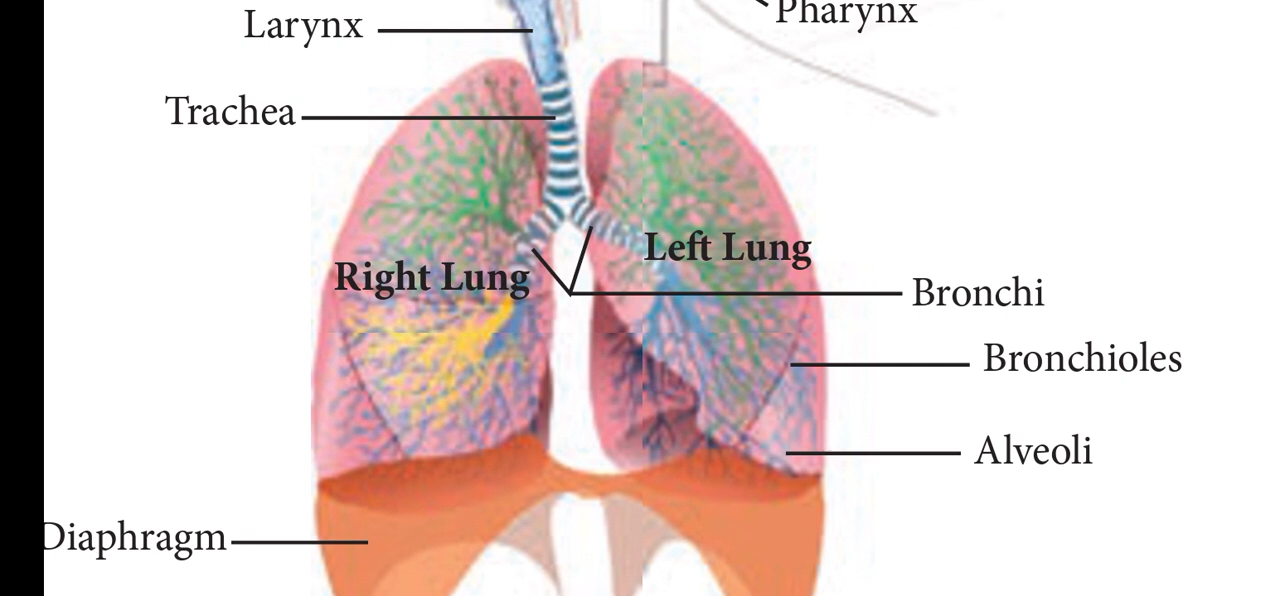 Pharynx
Larynx
Trachea
Left Lung
Right Lung
Bronchi
Bronchioles
Alveoli
Diaphragm